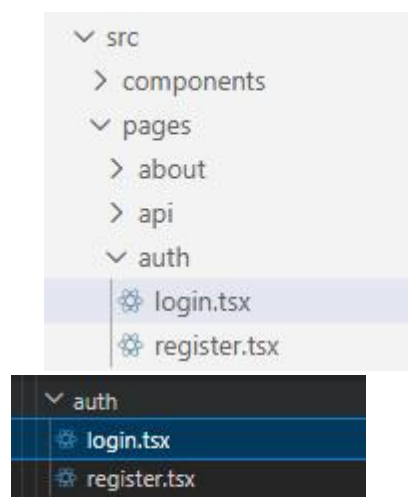 src
components
pages
about
api
auth
login.tsx
register.tsx
auth
login.tsx
register.tsx